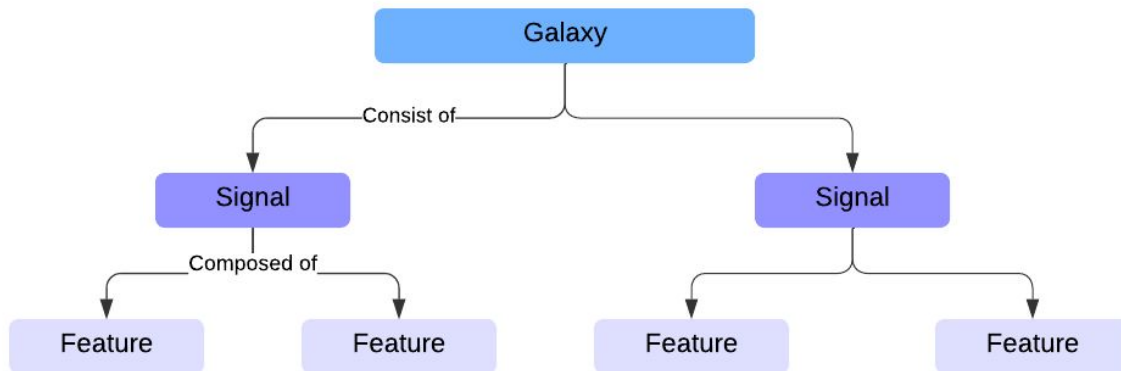 Galaxy
Consist of
Signal
Signal
Composed of
Feature
Feature
Feature
Feature